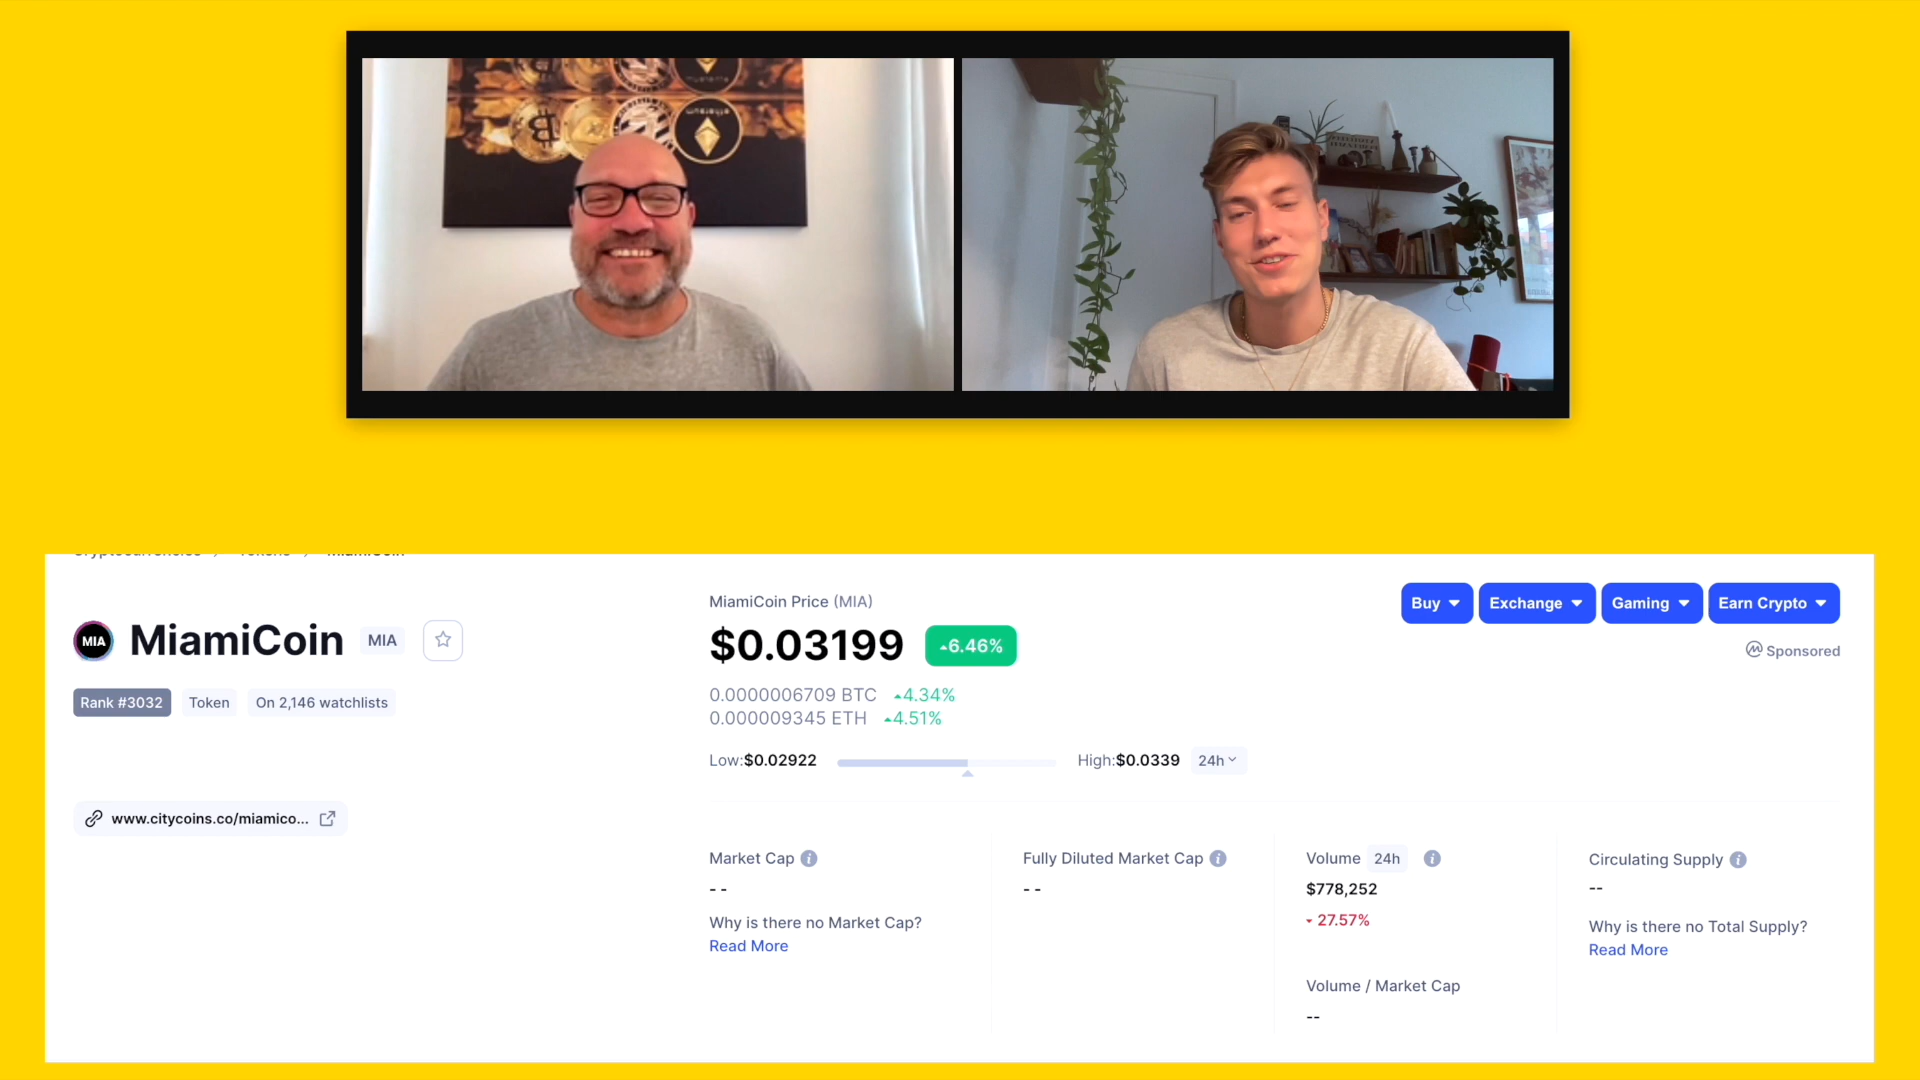 Cryptocurrencies > Tokens > MiamiCoin
MIA
MiamiCoin
MIA
Rank #3032
Token
On 2,146 watchlists
www.citycoins.co/miamico...
MiamiCoin Price (MIA)
$0.03199
6.46%
0.0000006709 BTC 4.34%
0.000009345 ETH 4.51%
Low:$0.02922
High:$0.0339
24h
Buy
Exchange
Gaming
Earn Crypto
Sponsored
Market Cap
- -
Why is there no Market Cap?
Read More
Fully Diluted Market Cap
- -
Volume 24h
$778,252
27.57%
Volume / Market Cap
--
Circulating Supply
--
Why is there no Total Supply?
Read More